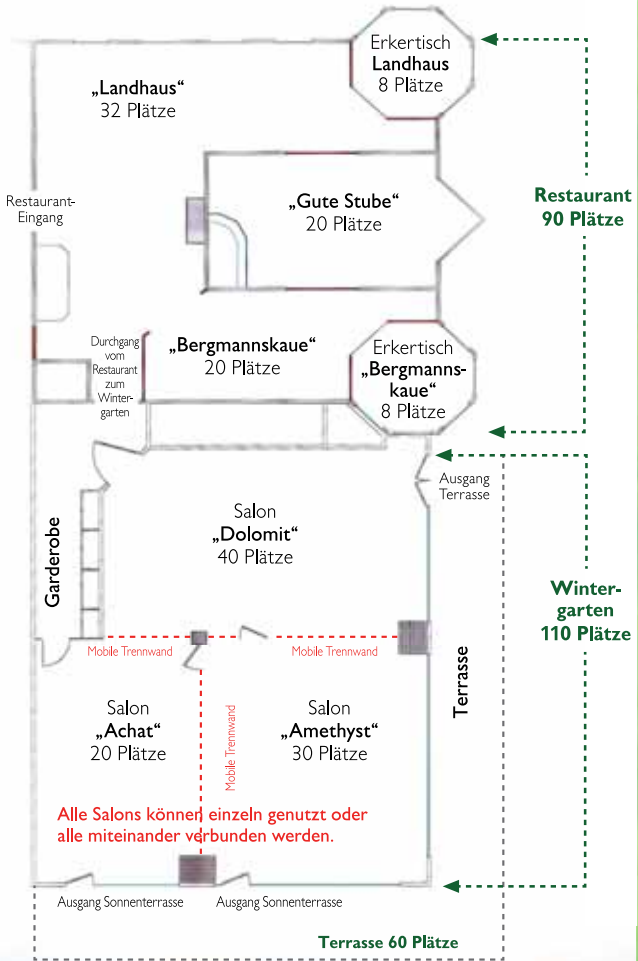 Erkertisch
Landhaus
8 Plätze
„Landhaus“
32 Plätze
Restaurant-
Eingang
„Gute Stube“
20 Plätze
Restaurant
90 Plätze
Durchgang
vom
Restaurant
zum
Winter-
garten
„Bergmannskaue“
20 Plätze
Erkertisch
„Bergmanns-
kaue“
8 Plätze
Ausgang
Terrasse
Salon
„Dolomit“
40 Plätze
Garderobe
Winter-
garten
110 Plätze
Mobile Trennwand
Mobile Trennwand
Terrasse
Salon
„Achat“
20 Plätze
Mobile Trennwand
Salon
„Amethyst“
30 Plätze
Alle Salons können einzeln genutzt oder
alle miteinander verbunden werden.
Ausgang Sonnenterrasse
Ausgang Sonnenterrasse
Terrasse 60 Plätze